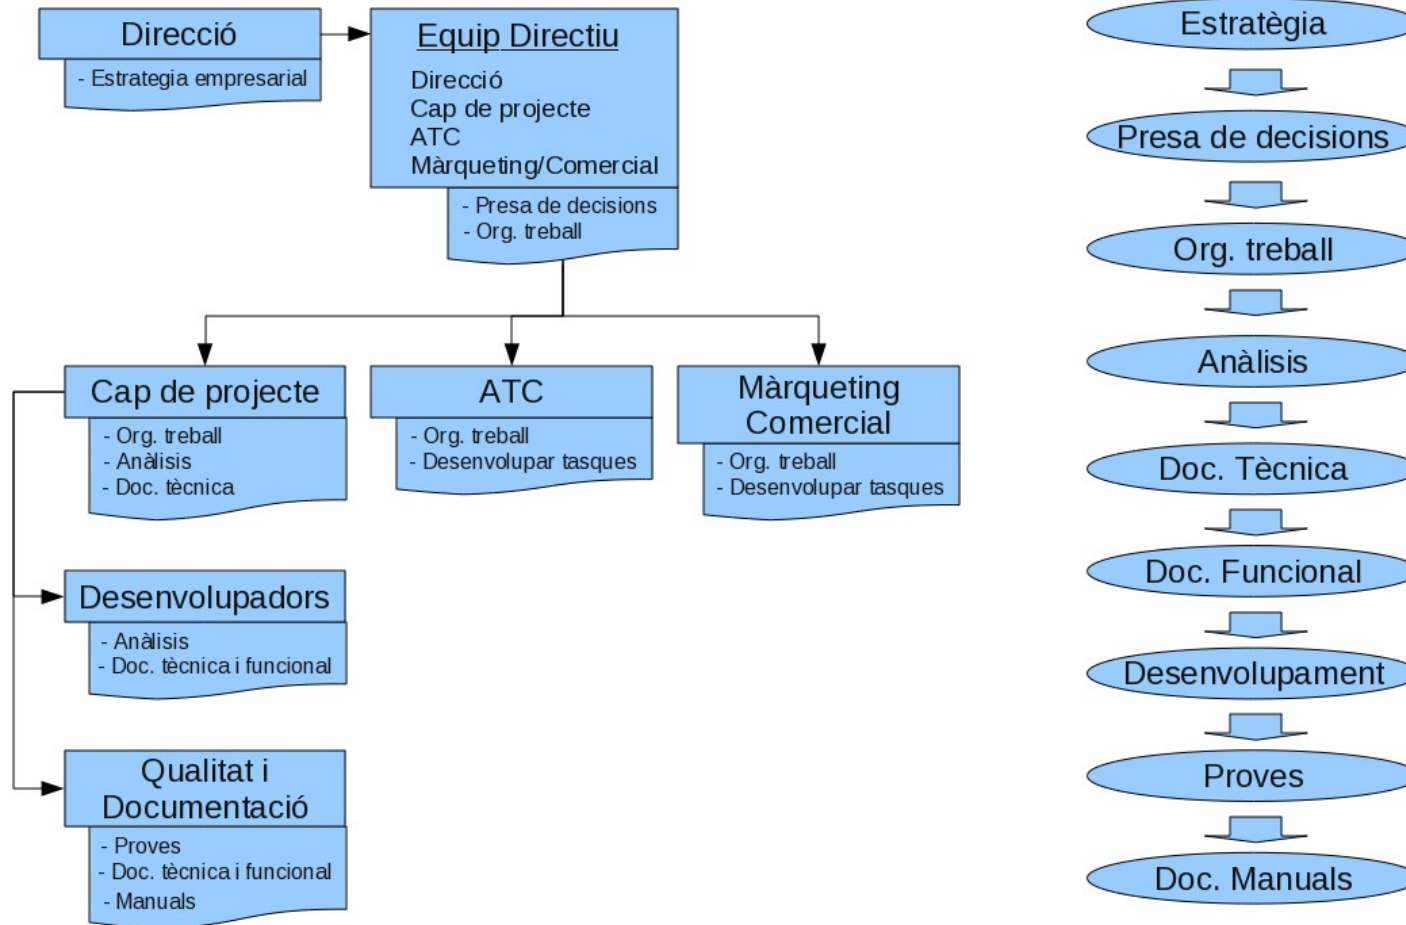 Direcció
- Estrategia empresarial
Equip Directiu
Direcció
Cap de projecte
ATC
Màrqueting/Comercial
- Presa de decisions
- Org. treball
Cap de projecte
- Org. treball
- Anàlisis
- Doc. tècnica
ATC
- Org. treball
- Desenvolupar tasques
Màrqueting
Comercial
- Org. treball
- Desenvolupar tasques
Desenvolupadors
- Anàlisis
- Doc. tècnica i funcional
Qualitat i
Documentació
- Proves
- Doc. tècnica i funcional
- Manuals
Estratègia
Presa de decisions
Org. treball
Anàlisis
Doc. Tècnica
Doc. Funcional
Desenvolupament
Proves
Doc. Manuals